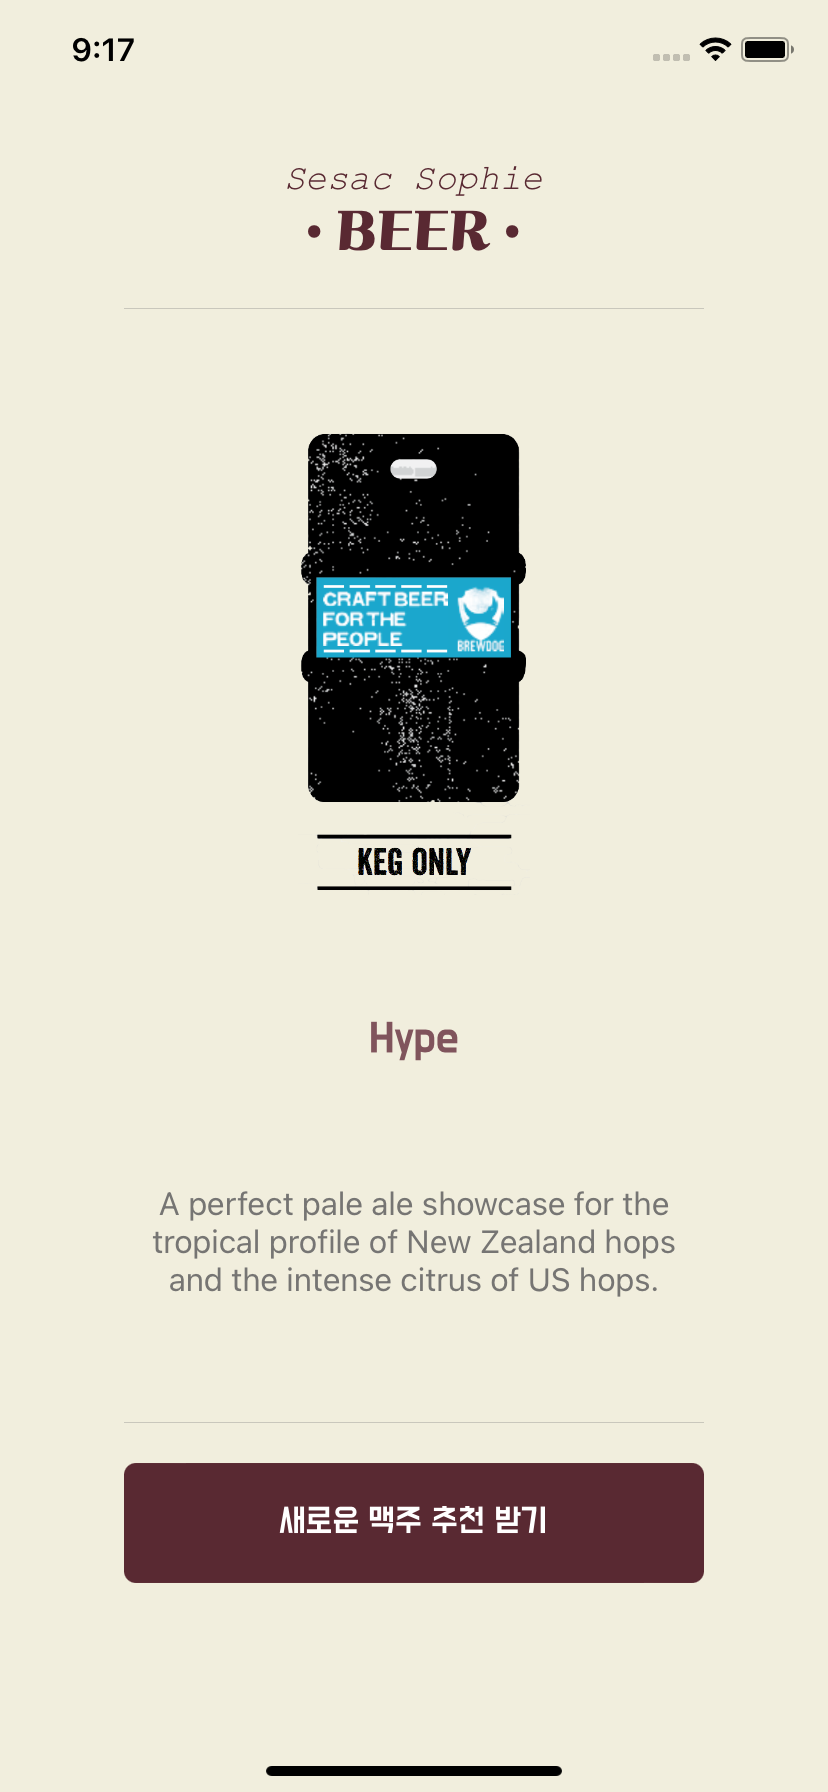 9:17
Sesac Sophie
• BEER •
CRAFT BEER
FOR THE
PEOPLE
BREWDOG
KEG ONLY
Hype
A perfect pale ale showcase for the
tropical profile of New Zealand hops
and the intense citrus of US hops.
새로운 맥주 추천 받기